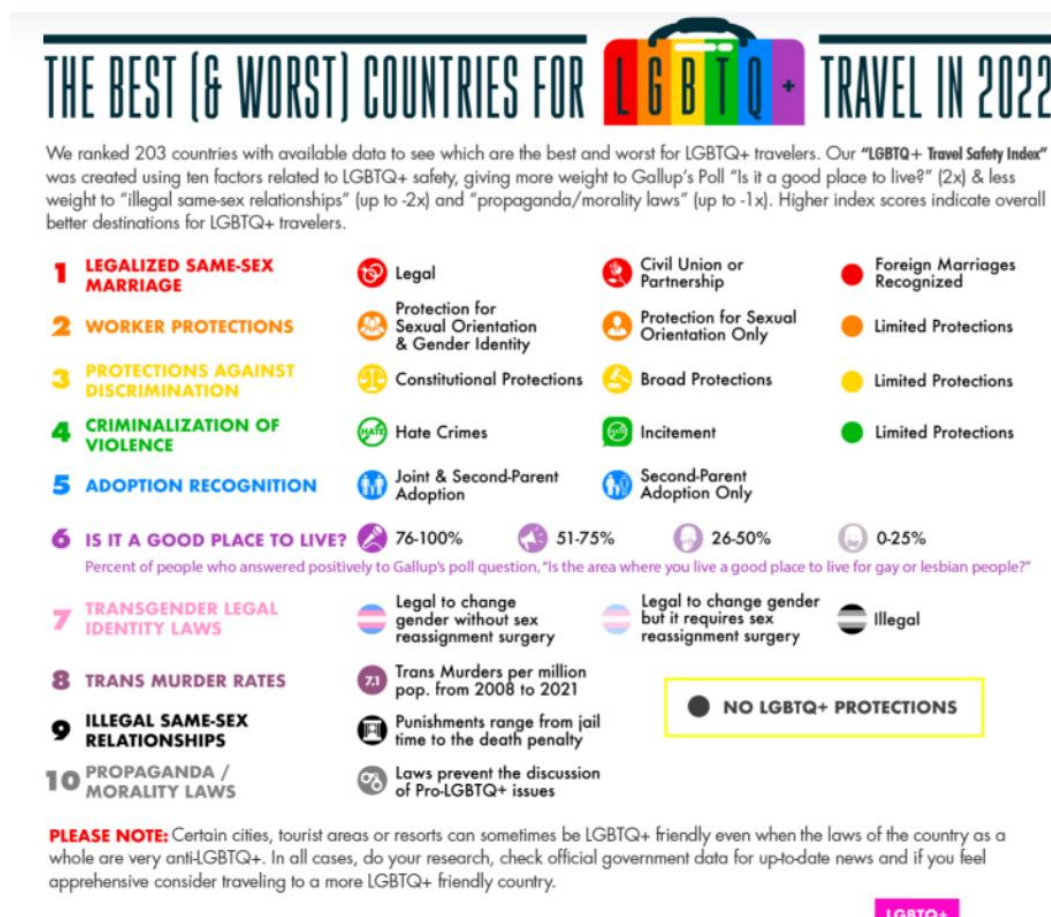 THE BEST (& WORST) COUNTRIES FOR LGBTQ+ TRAVEL IN 2022
We ranked 203 countries with available data to see which are the best and worst for LGBTQ+ travelers. Our "LGBTQ+ Travel Safety Index"
was created using ten factors related to LGBTQ+ safety, giving more weight to Gallup's Poll "Is it a good place to live?" (2x) & less
weight to "illegal same-sex relationships" (up to -2x) and "propaganda/morality laws" (up to -1x). Higher index scores indicate overall
better destinations for LGBTQ+ travelers.
1 LEGALIZED SAME-SEX
MARRIAGE
Legal
Civil Union or
Partnership
Foreign Marriages
Recognized
2 WORKER PROTECTIONS
Protection for
Sexual Orientation
& Gender Identity
Protection for Sexual
Orientation Only
Limited Protections
3 PROTECTIONS AGAINST
DISCRIMINATION
Constitutional Protections
Broad Protections
Limited Protections
4 CRIMINALIZATION OF
VIOLENCE
HATE
Hate Crimes
Incitement
Limited Protections
5 ADOPTION RECOGNITION
Joint & Second-Parent
Adoption
Second-Parent
Adoption Only
6 IS IT A GOOD PLACE TO LIVE?
76-100%
51-75%
26-50%
0-25%
Percent of people who answered positively to Gallup's poll question, "Is the area where you live a good place to live for gay or lesbian people?"
7 TRANSGENDER LEGAL
IDENTITY LAWS
Legal to change
gender without sex
reassignment surgery
Legal to change gender
but it requires sex
reassignment surgery
Illegal
8 TRANS MURDER RATES
7.1
Trans Murders per million
pop. from 2008 to 2021
NO LGBTQ+ PROTECTIONS
9 ILLEGAL SAME-SEX
RELATIONSHIPS
Punishments range from jail
time to the death penalty
10 PROPAGANDA /
MORALITY LAWS
Laws prevent the discussion
of Pro-LGBTQ+ issues
PLEASE NOTE: Certain cities, tourist areas or resorts can sometimes be LGBTQ+ friendly even when the laws of the country as a
whole are very anti-LGBTQ+. In all cases, do your research, check official government data for up-to-date news and if you feel
apprehensive consider traveling to a more LGBTQ+ friendly country.
LGBTQ+